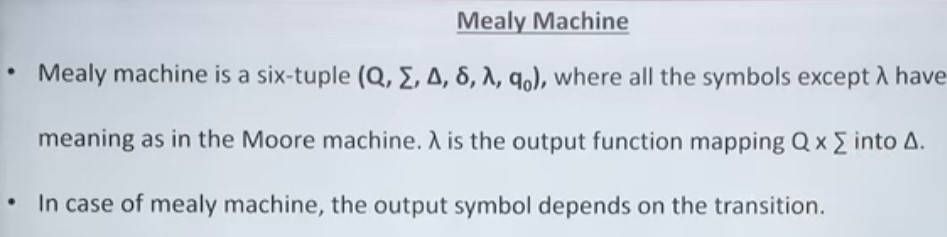 Mealy Machine
• Mealy machine is a six-tuple (Q, ∑, Δ, δ, λ, q₀), where all the symbols except λ have
meaning as in the Moore machine. λ is the output function mapping Q x ∑ into Δ.
• In case of mealy machine, the output symbol depends on the transition.